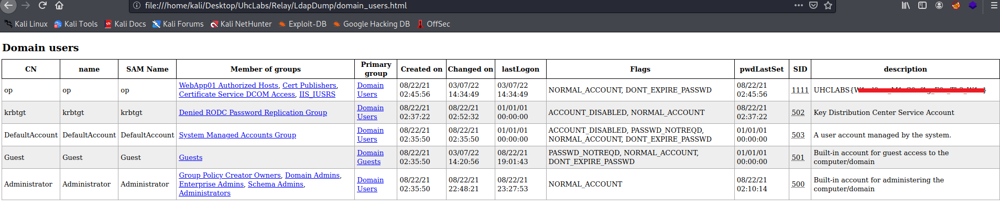 file:///home/kali/Desktop/UhcLabs/Relay/LdapDump/domain_users.html
Kali Linux Kali Tools Kali Docs Kali Forums Kali NetHunter Exploit-DB Google Hacking DB OffSec
Domain users
CN name SAM Name Member of groups Primary group Created on Changed on lastLogon Flags pwdLastSet SID description
op op op WebApp01 Authorized Hosts, Cert Publishers, Certificate Service DCOM Access, IIS_IUSRS Domain Users 08/22/21 02:45:56 03/07/22 14:34:49 03/07/22 14:34:49 NORMAL_ACCOUNT, DONT_EXPIRE_PASSWD 08/22/21 02:45:56 1111 UHCLABS{
krbtgt krbtgt krbtgt Denied RODC Password Replication Group Domain Users 08/22/21 02:37:22 08/22/21 02:52:32 01/01/01 00:00:00 ACCOUNT_DISABLED, NORMAL_ACCOUNT 08/22/21 02:37:22 502 Key Distribution Center Service Account
DefaultAccount DefaultAccount DefaultAccount System Managed Accounts Group Domain Users 08/22/21 02:35:50 08/22/21 02:35:50 01/01/01 00:00:00 ACCOUNT_DISABLED, PASSWD_NOTREQD, NORMAL_ACCOUNT, DONT_EXPIRE_PASSWD 01/01/01 00:00:00 503 A user account managed by the system.
Guest Guest Guest Guests Domain Guests 08/22/21 02:35:50 03/07/22 14:20:56 08/22/21 19:01:43 PASSWD_NOTREQD, NORMAL_ACCOUNT, DONT_EXPIRE_PASSWD 01/01/01 00:00:00 501 Built-in account for guest access to the computer/domain
Administrator Administrator Administrator Group Policy Creator Owners, Domain Admins, Enterprise Admins, Schema Admins, Administrators Domain Users 08/22/21 02:35:50 08/22/21 22:48:21 08/22/21 23:27:53 NORMAL_ACCOUNT 08/22/21 02:10:14 500 Built-in account for administering the computer/domain